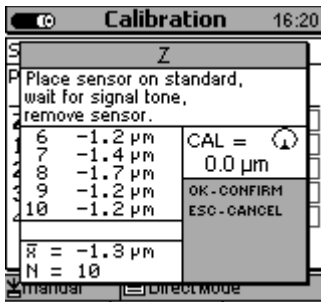 Calibration 16:20
Z
Place sensor on standard,
wait for signal tone,
remove sensor.
6 -1.2 µm
7 -1.4 µm
8 -1.7 µm
9 -1.2 µm
10 -1.2 µm
CAL =
0.0 µm
OK-CONFIRM
ESC-CANCEL
x̄ = -1.3 µm
N = 10
manual Direct Mode